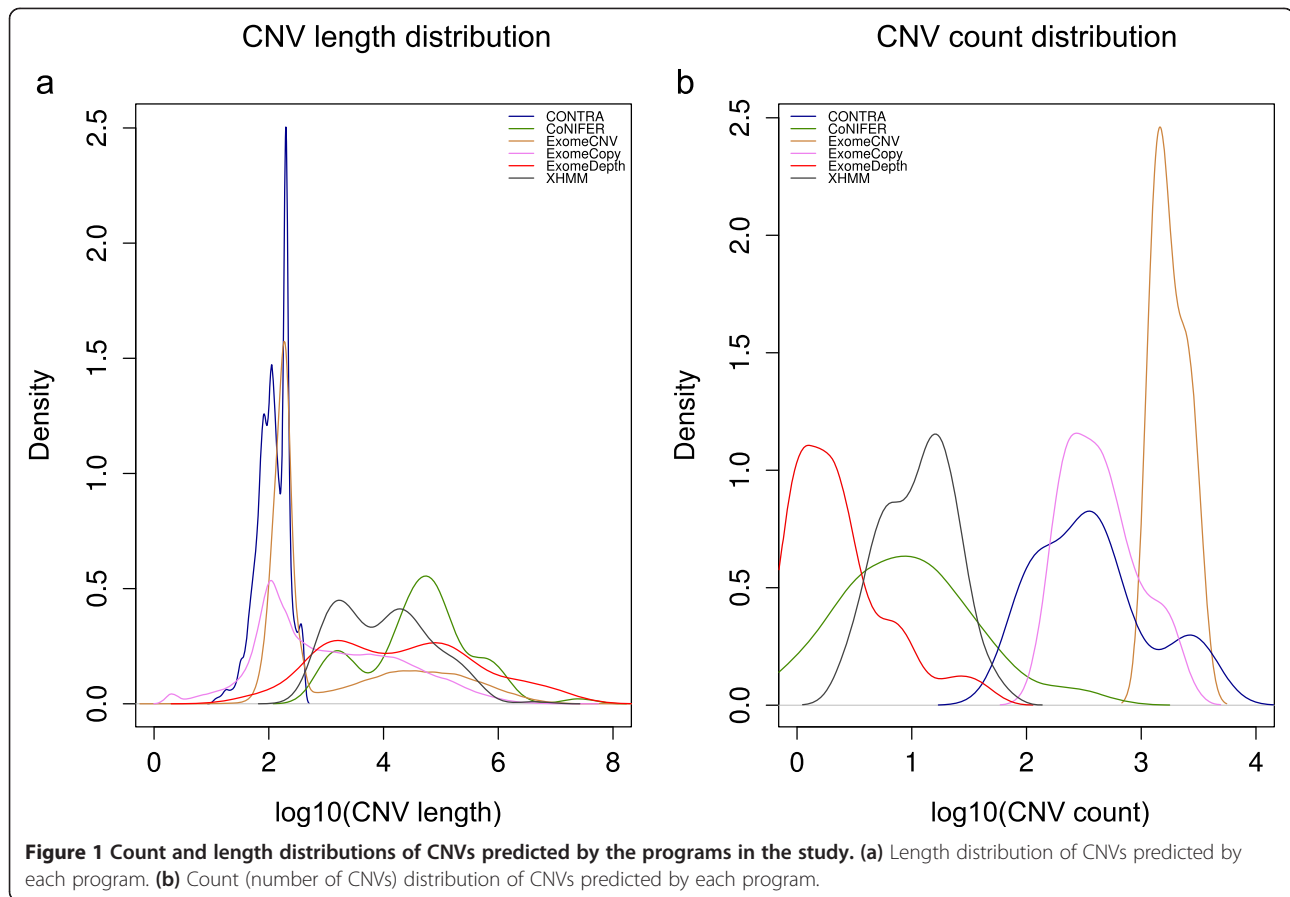 CNV length distribution
CNV count distribution
a
b
Density
2.5
2.0
1.5
1.0
0.5
0.0
CONTRA
CoNIFER
ExomeCNV
ExomeCopy
ExomeDepth
XHMM
0 2 4 6 8
log10(CNV length)
Density
2.5
2.0
1.5
1.0
0.5
0.0
CONTRA
CoNIFER
ExomeCNV
ExomeCopy
ExomeDepth
XHMM
0 1 2 3 4
log10(CNV count)
Figure 1 Count and length distributions of CNVs predicted by the programs in the study. (a) Length distribution of CNVs predicted by
each program. (b) Count (number of CNVs) distribution of CNVs predicted by each program.